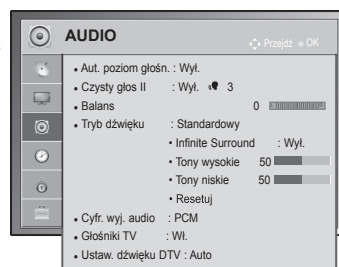 AUDIO
Przejdź OK
• Aut. poziom głośn. : Wył.
• Czysty głos II : Wył. 3
• Balans 0
• Tryb dźwięku : Standardowy
• Infinite Surround : Wył.
• Tony wysokie 50
• Tony niskie 50
• Resetuj
• Cyfr. wyj. audio : PCM
• Głośniki TV : Wł.
• Ustaw. dźwięku DTV : Auto